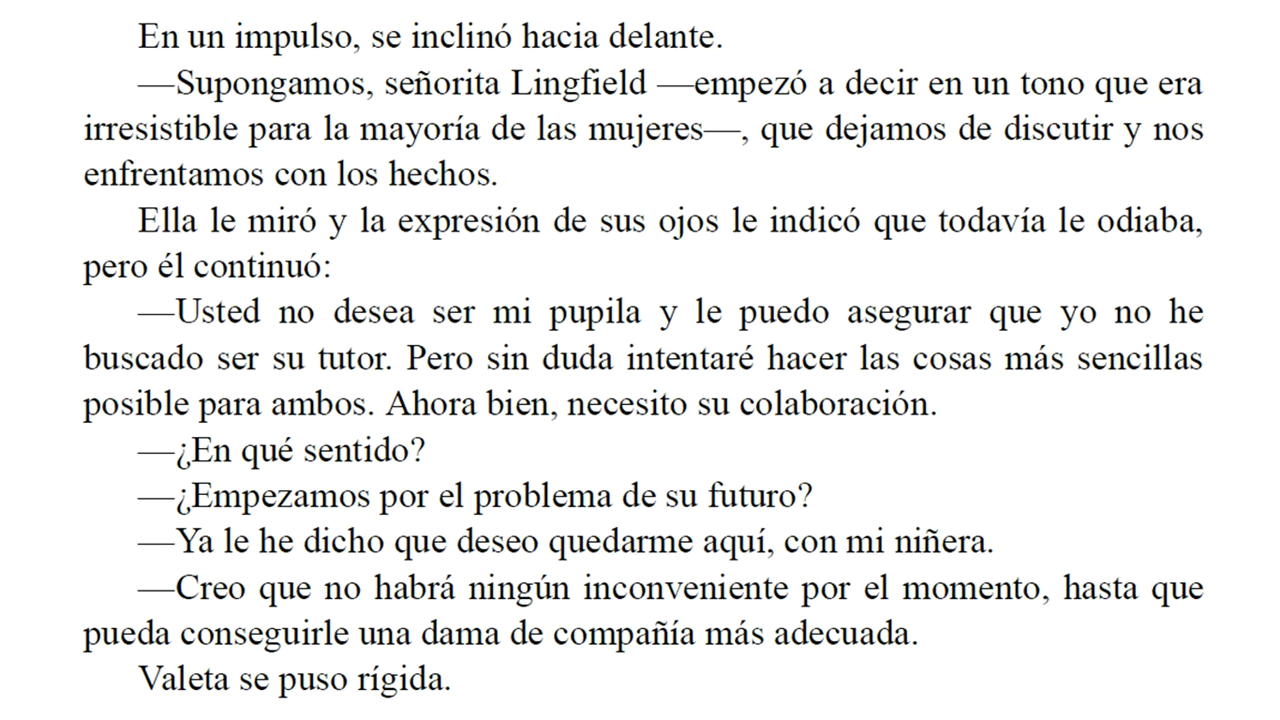 En un impulso, se inclinó hacia delante.
—Supongamos, señorita Lingfield —empezó a decir en un tono que era
irresistible para la mayoría de las mujeres—, que dejamos de discutir y nos
enfrentamos con los hechos.
Ella le miró y la expresión de sus ojos le indicó que todavía le odiaba,
pero él continuó:
—Usted no desea ser mi pupila y le puedo asegurar que yo no he
buscado ser su tutor. Pero sin duda intentaré hacer las cosas más sencillas
posible para ambos. Ahora bien, necesito su colaboración.
—¿En qué sentido?
—¿Empezamos por el problema de su futuro?
—Ya le he dicho que deseo quedarme aquí, con mi niñera.
—Creo que no habrá ningún inconveniente por el momento, hasta que
pueda conseguirle una dama de compañía más adecuada.
Valeta se puso rígida.